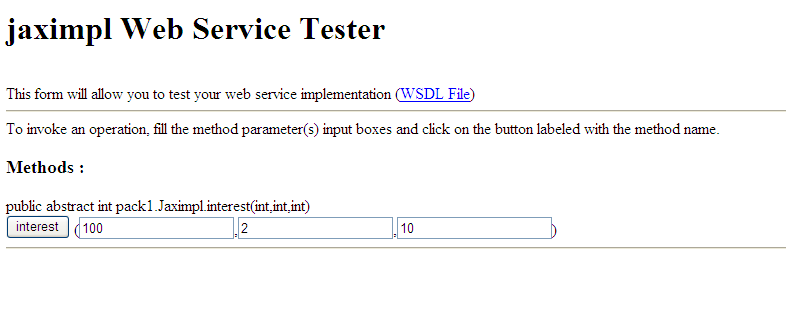 jaximpl Web Service Tester
This form will allow you to test your web service implementation (WSDL File)
To invoke an operation, fill the method parameter(s) input boxes and click on the button labeled with the method name.
Methods :
public abstract int pack1.Jaximpl.interest(int,int,int)
interest (100 ,2 ,10 )